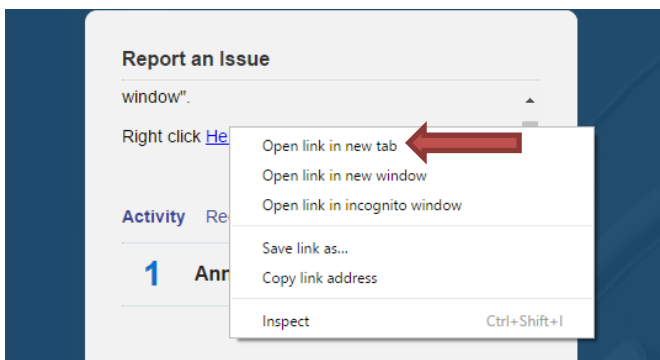 Report an Issue
window".
Right click He
Open link in new tab
Open link in new window
Open link in incognito window
Activity Re
Save link as...
1 Ann
Copy link address
Inspect Ctrl+Shift+I